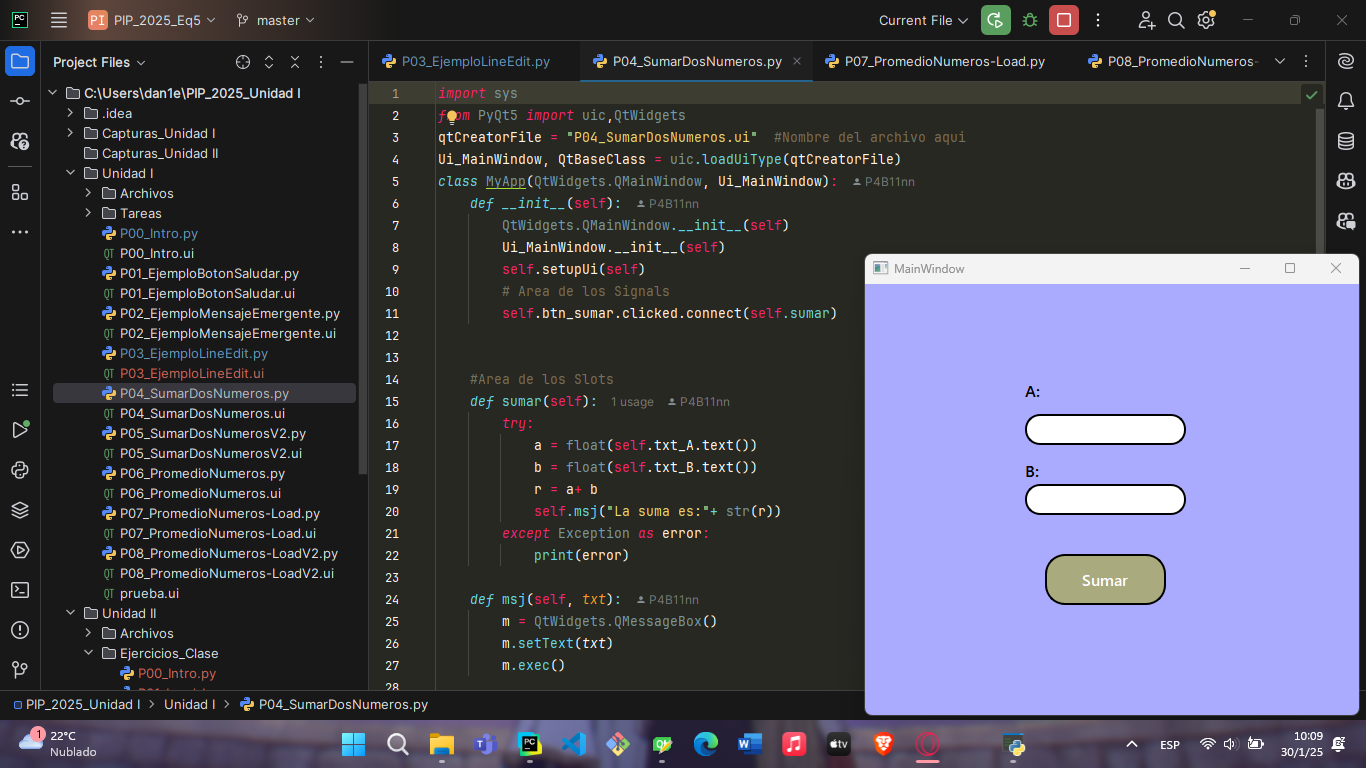 PI PIP_2025_Eq5 master Current File
Project Files
P03_EjemploLineEdit.py P04_SumarDosNumeros.py P07_PromedioNumeros-Load.py P08_PromedioNumeros-
C:\Users\dan1e\PIP_2025_Unidad I
.idea
Capturas_Unidad I
Capturas_Unidad II
Unidad I
Archivos
Tareas
P00_Intro.py
P00_Intro.ui
P01_EjemploBotonSaludar.py
P01_EjemploBotonSaludar.ui
P02_EjemploMensajeEmergente.py
P02_EjemploMensajeEmergente.ui
P03_EjemploLineEdit.py
P03_EjemploLineEdit.ui
P04_SumarDosNumeros.py
P04_SumarDosNumeros.ui
P05_SumarDosNumerosV2.py
P05_SumarDosNumerosV2.ui
P06_PromedioNumeros.py
P06_PromedioNumeros.ui
P07_PromedioNumeros-Load.py
P07_PromedioNumeros-Load.ui
P08_PromedioNumeros-LoadV2.py
P08_PromedioNumeros-LoadV2.ui
prueba.ui
Unidad II
Archivos
Ejercicios_Clase
P00_Intro.py
1 import sys
2 from PyQt5 import uic,QtWidgets
3 qtCreatorFile = "P04_SumarDosNumeros.ui" #Nombre del archivo aqui
4 Ui_MainWindow, QtBaseClass = uic.loadUiType(qtCreatorFile)
5 class MyApp(QtWidgets.QMainWindow, Ui_MainWindow): P4B11nn
6 def __init__(self): P4B11nn
7 QtWidgets.QMainWindow.__init__(self)
8 Ui_MainWindow.__init__(self)
9 self.setupUi(self)
10 # Area de los Signals
11 self.btn_sumar.clicked.connect(self.sumar)
12
13
14 #Area de los Slots
15 def sumar(self): 1 usage P4B11nn
16 try:
17 a = float(self.txt_A.text())
18 b = float(self.txt_B.text())
19 r = a+ b
20 self.msj("La suma es:"+ str(r))
21 except Exception as error:
22 print(error)
23
24 def msj(self, txt): P4B11nn
25 m = QtWidgets.QMessageBox()
26 m.setText(txt)
27 m.exec()
28
MainWindow
A:
B:
Sumar
PIP_2025_Unidad I > Unidad I > P04_SumarDosNumeros.py
1
22°C
Nublado
tv
ESP
10:09
30/1/25